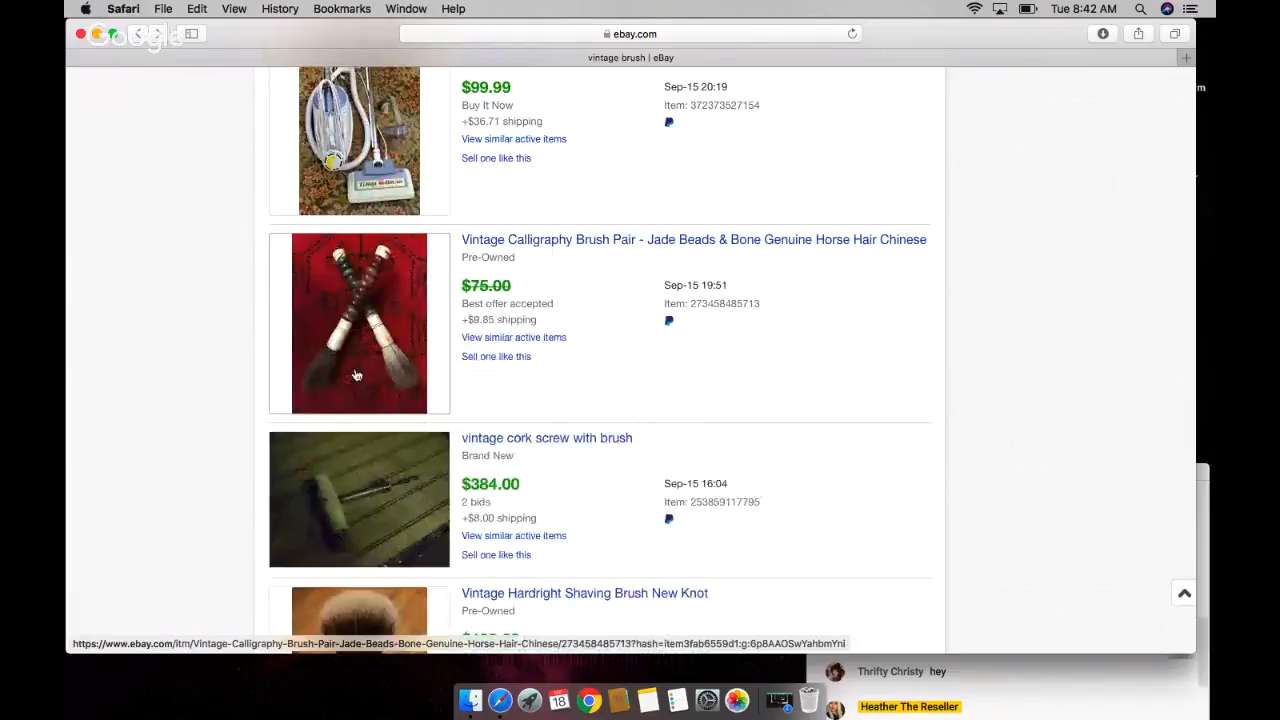 Safari File Edit View History Bookmarks Window Help Tue 8:42 AM
Google
ebay.com
vintage brush | eBay
$99.99
Sep-15 20:19
Buy It Now
Item: 372373527154
+$36.71 shipping
View similar active items
Sell one like this
Vintage Calligraphy Brush Pair - Jade Beads & Bone Genuine Horse Hair Chinese
Pre-Owned
$75.00
Sep-15 19:51
Best offer accepted
Item: 273458485713
+$9.85 shipping
View similar active items
Sell one like this
vintage cork screw with brush
Brand New
$384.00
Sep-15 16:04
2 bids
Item: 253859117795
+$8.00 shipping
View similar active items
Sell one like this
Vintage Hardright Shaving Brush New Knot
Pre-Owned
https://www.ebay.com/itm/Vintage-Calligraphy-Brush-Pair-Jade-Beads-Bone-Genuine-Horse-Hair-Chinese/273458485713?hash=item3fab6559d1:g:6p8AAOSwYahbmYni
Thrifty Christy hey
18
Heather The Reseller